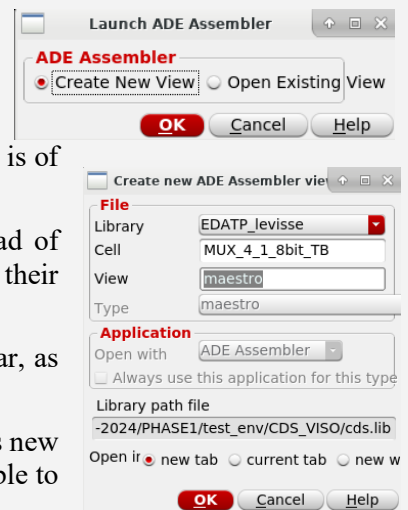 Launch ADE Assembler
ADE Assembler
Create New View Open Existing View
OK Cancel Help
is of
ad of
their
ar, as
s new
ble to
Create new ADE Assembler vie
File
Library EDATP_levisse
Cell MUX_4_1_8bit_TB
View maestro
Type maestro
Application
Open with ADE Assembler
Always use this application for this type
Library path file
-2024/PHASE1/test_env/CDS_VISO/cds.lib
Open ir new tab current tab new w
OK Cancel Help